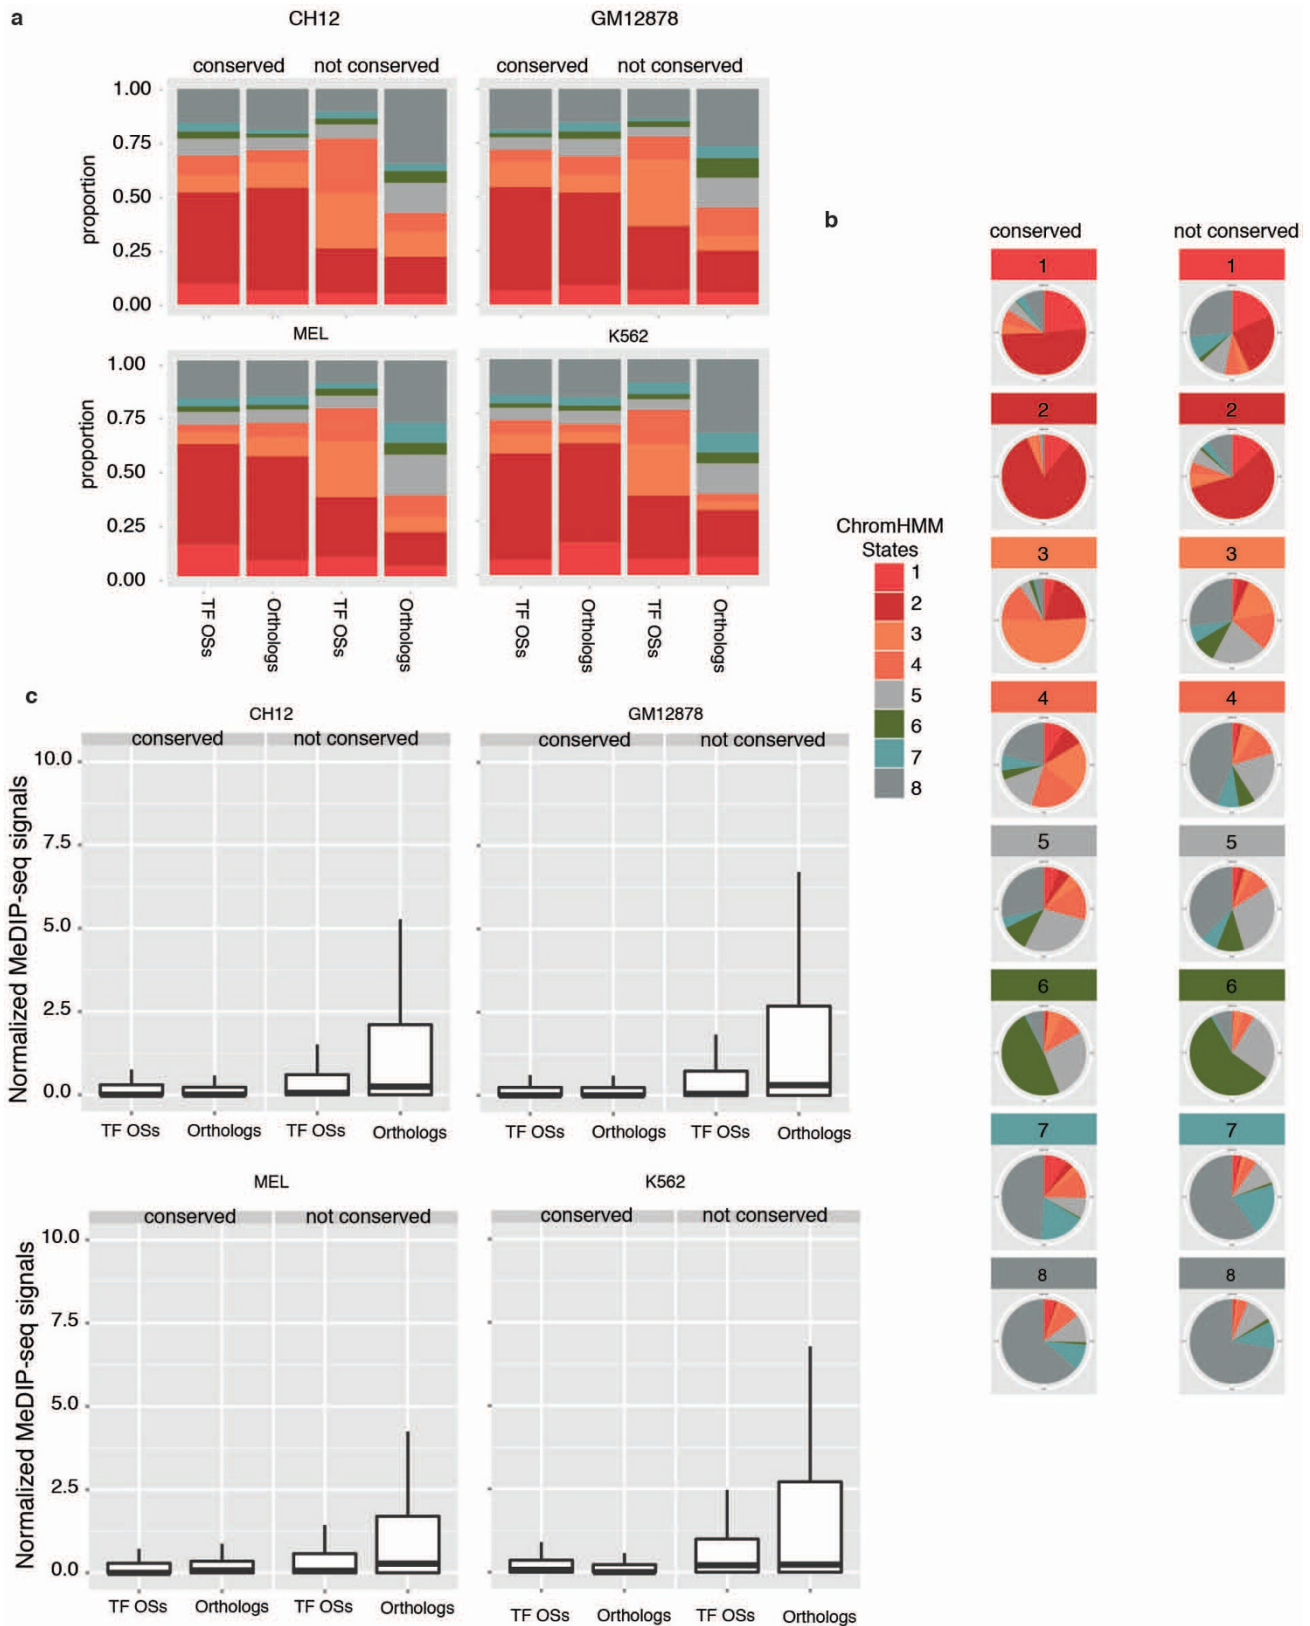 a
CH12
GM12878
conserved
not conserved
conserved
not conserved
proportion
1.00
0.75
0.50
0.25
0.00
MEL
K562
proportion
1.00
0.75
0.50
0.25
0.00
TF OSs
Orthologs
TF OSs
Orthologs
TF OSs
Orthologs
TF OSs
Orthologs
ChromHMM
States
1
2
3
4
5
6
7
8
b
conserved
not conserved
1
1
2
2
3
3
4
4
5
5
6
6
7
7
8
8
c
CH12
GM12878
conserved
not conserved
conserved
not conserved
Normalized MeDIP-seq signals
10.0
7.5
5.0
2.5
0.0
TF OSs
Orthologs
TF OSs
Orthologs
TF OSs
Orthologs
TF OSs
Orthologs
MEL
K562
conserved
not conserved
conserved
not conserved
Normalized MeDIP-seq signals
10.0
7.5
5.0
2.5
0.0
TF OSs
Orthologs
TF OSs
Orthologs
TF OSs
Orthologs
TF OSs
Orthologs